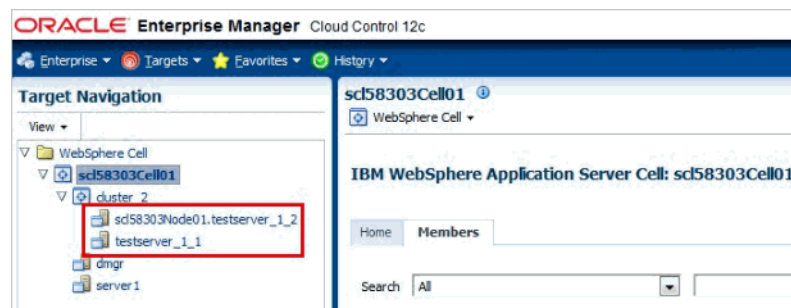 ORACLE Enterprise Manager Cloud Control 12c
Enterprise Targets Favorites History
Target Navigation
View
WebSphere Cell
scl58303Cell01
cluster_2
scl58303Node01.testserver_1_2
testserver_1_1
dmgr
server1
scl58303Cell01
WebSphere Cell
IBM WebSphere Application Server Cell: scl58303Cell01
Home Members
Search All